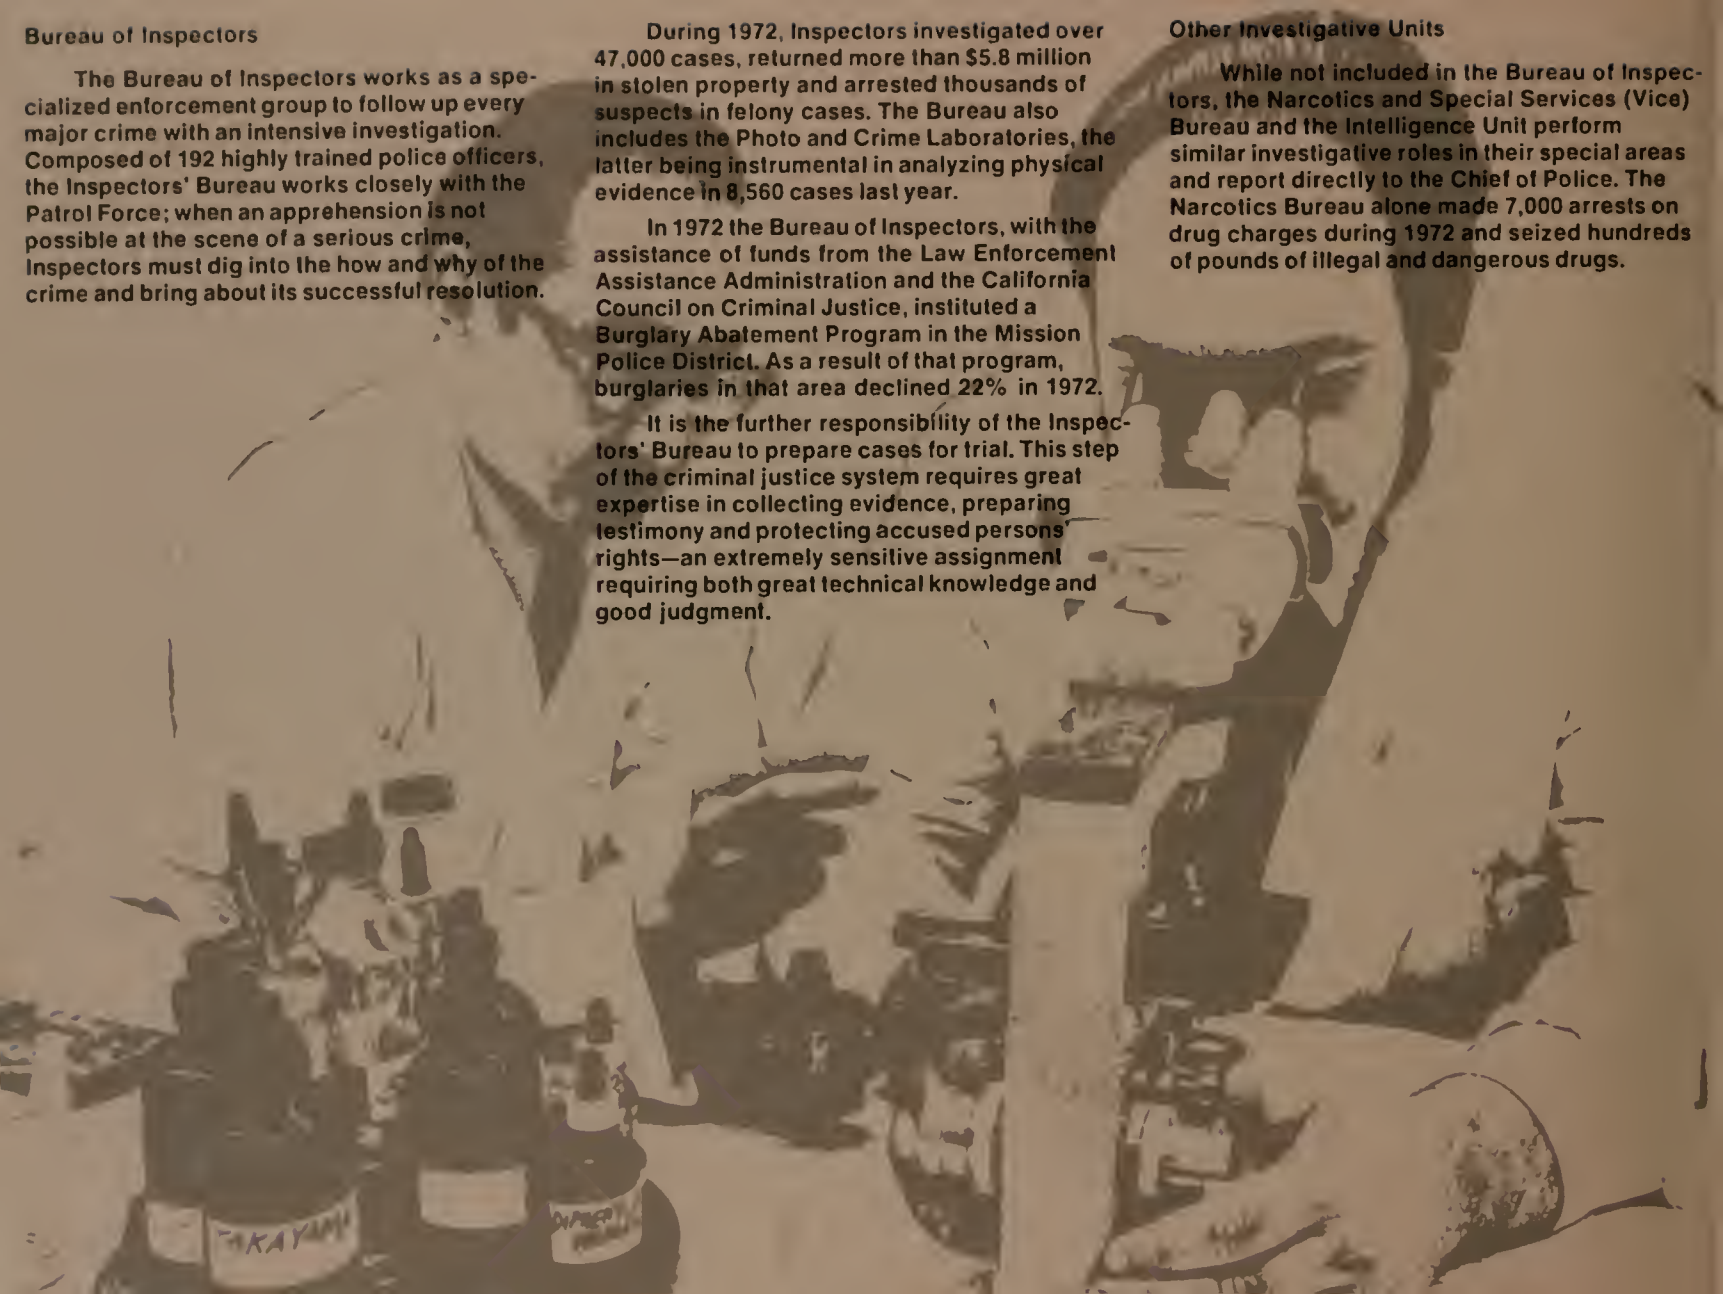 Bureau of Inspectors
The Bureau of Inspectors works as a spe-
cialized enforcement group to follow up every
major crime with an intensive investigation.
Composed of 192 highly trained police officers,
the Inspectors' Bureau works closely with the
Patrol Force; when an apprehension is not
possible at the scene of a serious crime,
Inspectors must dig into the how and why of the
crime and bring about its successful resolution.
During 1972, Inspectors investigated over
47,000 cases, returned more than $5.8 million
in stolen property and arrested thousands of
suspects in felony cases. The Bureau also
includes the Photo and Crime Laboratories, the
latter being instrumental in analyzing physical
evidence in 8,560 cases last year.
In 1972 the Bureau of Inspectors, with the
assistance of funds from the Law Enforcement
Assistance Administration and the California
Council on Criminal Justice, instituted a
Burglary Abatement Program in the Mission
Police District. As a result of that program,
burglaries in that area declined 22% in 1972.
It is the further responsibility of the Inspec-
tors' Bureau to prepare cases for trial. This step
of the criminal justice system requires great
expertise in collecting evidence, preparing
testimony and protecting accused persons'
rights—an extremely sensitive assignment
requiring both great technical knowledge and
good judgment.
Other Investigative Units
While not included in the Bureau of Inspec-
tors, the Narcotics and Special Services (Vice)
Bureau and the Intelligence Unit perform
similar investigative roles in their special areas
and report directly to the Chief of Police. The
Narcotics Bureau alone made 7,000 arrests on
drug charges during 1972 and seized hundreds
of pounds of illegal and dangerous drugs.